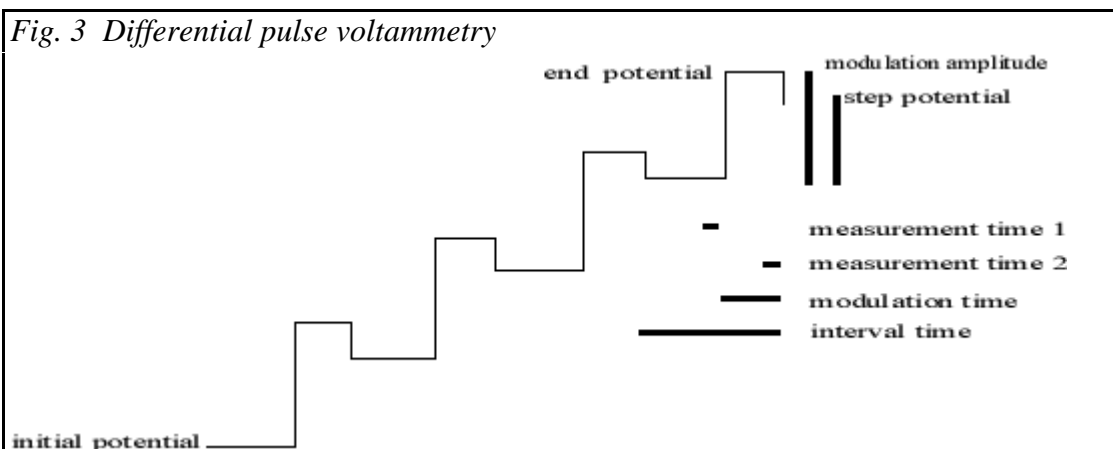 Fig. 3 Differential pulse voltammetry
end potential
modulation amplitude
step potential
measurement time 1
measurement time 2
modulation time
interval time
initial potential